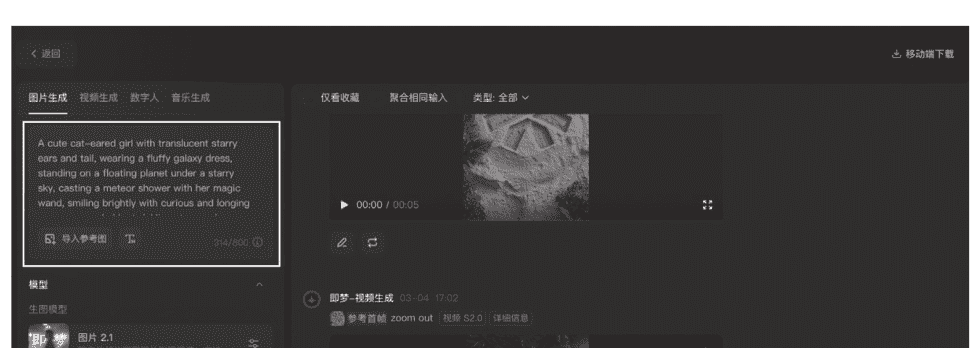 返回
移动端下载
图片生成 视频生成 数字人 音乐生成
仅看收藏 聚合相同输入 类型: 全部
A cute cat-eared girl with translucent starry
ears and tail, wearing a fluffy galaxy dress,
standing on a floating planet under a starry
sky, casting a meteor shower with her magic
wand, smiling brightly with curious and longing
00:00 / 00:05
导入参考图 T
314/800
模型
即梦-视频生成 03-04 17:02
生图模型
参考首帧 zoom out 视频 S2.0 详细信息
即梦 图片 2.1